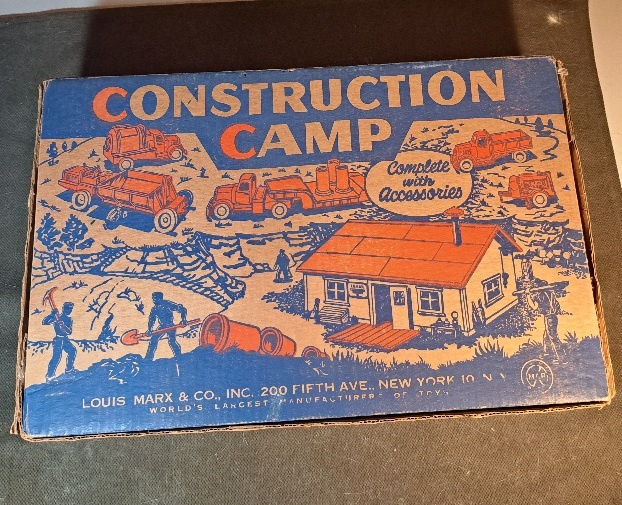 CONSTRUCTION
CAMP
Complete
with
Accessories
LOUIS MARX & CO., INC. 200 FIFTH AVE., NEW YORK 10, N.Y.
WORLD'S LARGEST MANUFACTURERS OF TOYS